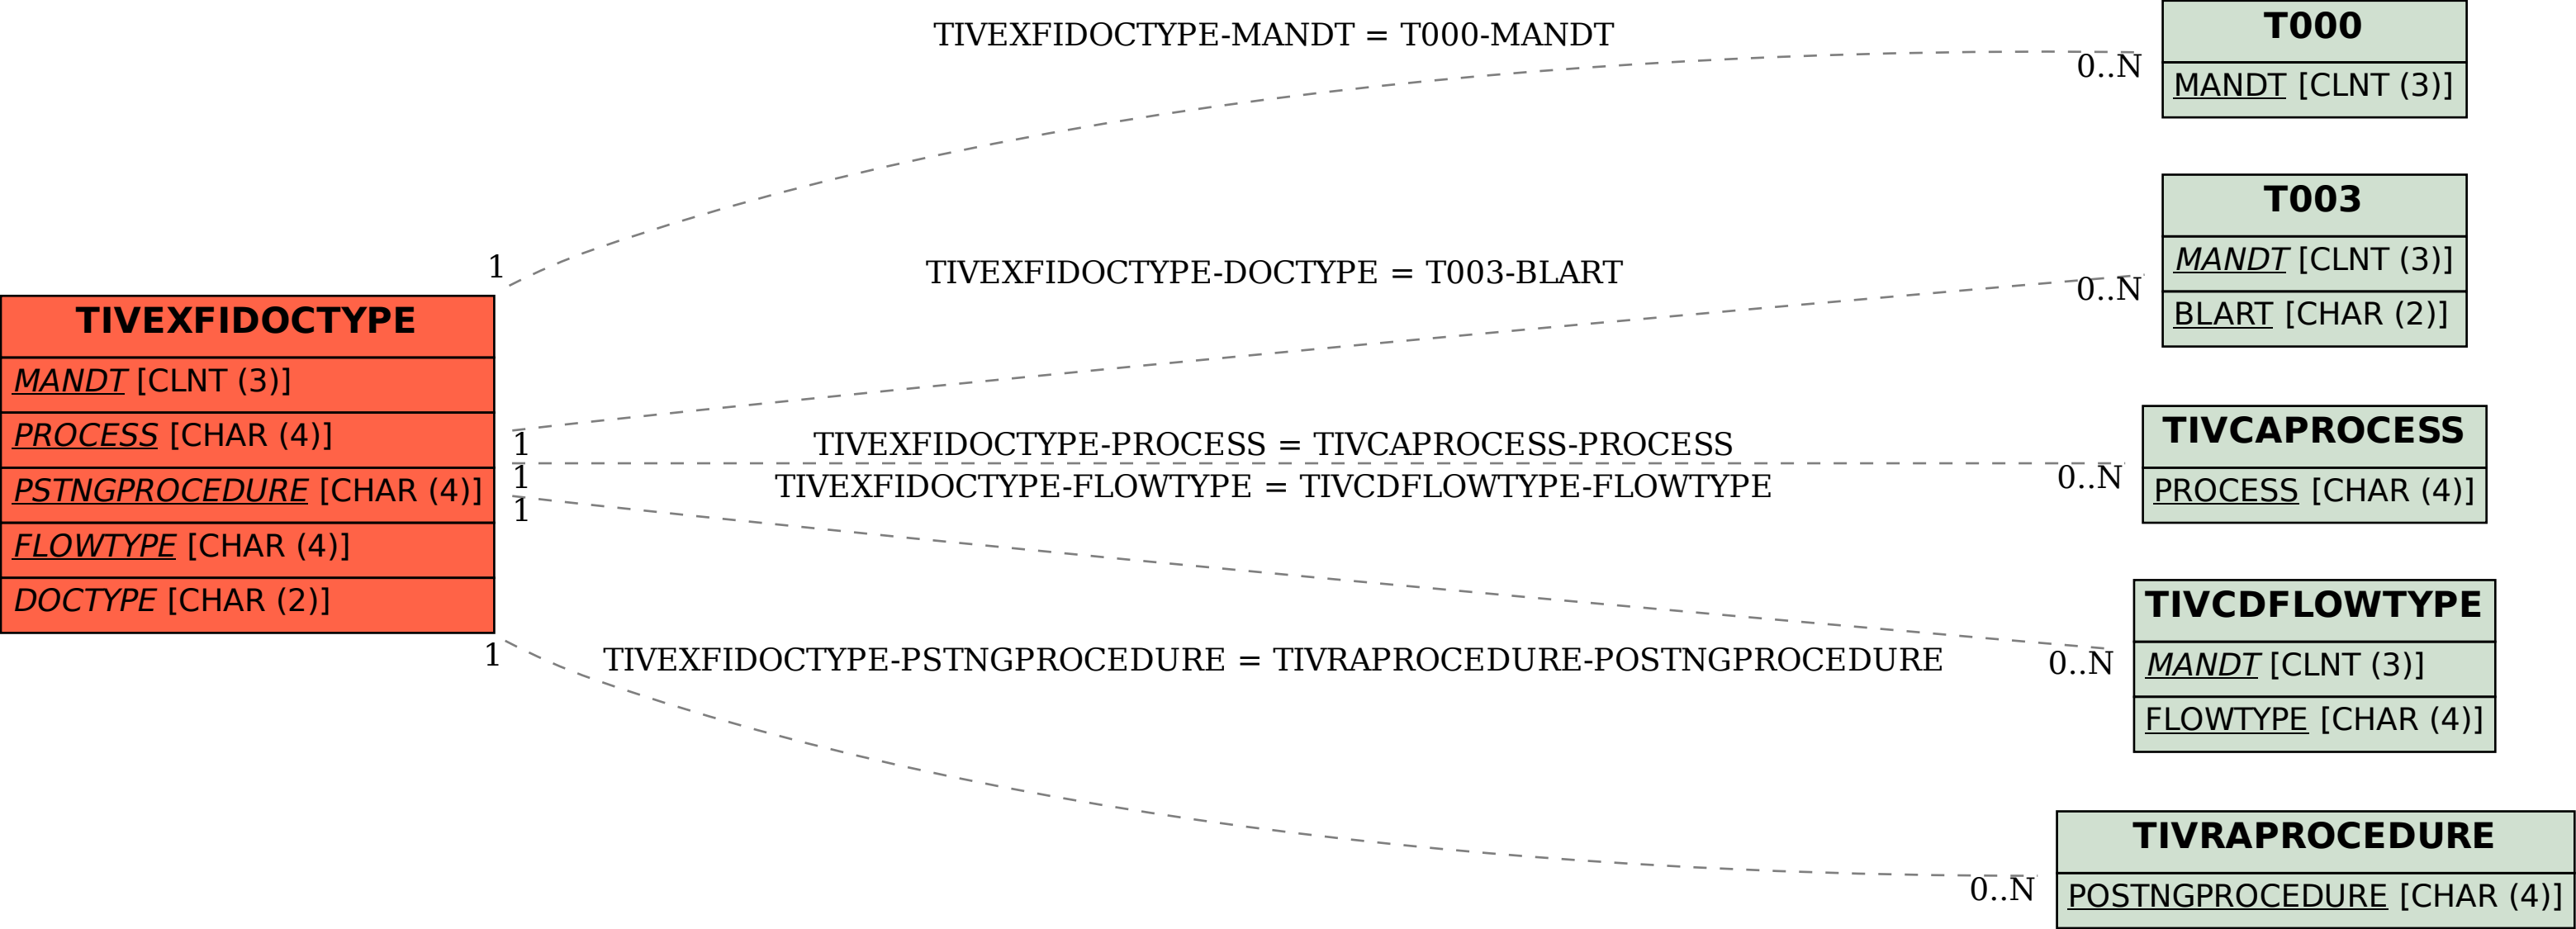 TIVEXFIDOCTYPE
MANDT [CLNT (3)]
PROCESS [CHAR (4)]
PSTNGPROCEDURE [CHAR (4)]
FLOWTYPE [CHAR (4)]
DOCTYPE [CHAR (2)]
TIVEXFIDOCTYPE-MANDT = T000-MANDT
1
0..N
T000
MANDT [CLNT (3)]
TIVEXFIDOCTYPE-DOCTYPE = T003-BLART
1
0..N
T003
MANDT [CLNT (3)]
BLART [CHAR (2)]
TIVEXFIDOCTYPE-PROCESS = TIVCAPROCESS-PROCESS
1
0..N
TIVCAPROCESS
PROCESS [CHAR (4)]
TIVEXFIDOCTYPE-FLOWTYPE = TIVCDFLOWTYPE-FLOWTYPE
1
0..N
TIVCDFLOWTYPE
MANDT [CLNT (3)]
FLOWTYPE [CHAR (4)]
TIVEXFIDOCTYPE-PSTNGPROCEDURE = TIVRAPROCEDURE-POSTNGPROCEDURE
1
0..N
TIVRAPROCEDURE
POSTNGPROCEDURE [CHAR (4)]